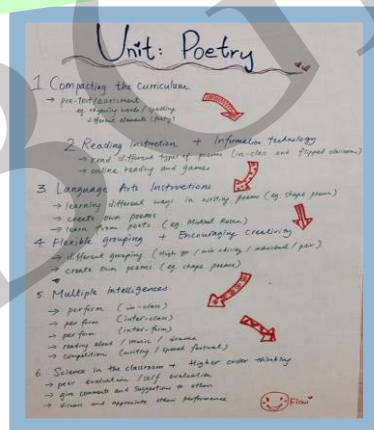 Unit: Poetry
1 Compacting the Curriculum
→ pre-test/assessment
eg. rhyming words / spelling
different elements (poetry)
2 Reading Instruction + Information technology
→ read different types of poems (in-class and flipped classroom)
→ online reading and games
3 Language Arts Instructions
→ learning different ways in writing poems (eg. shape poem)
→ create own poems
→ learn from poets (eg. Michael Rosen)
4 Flexible grouping + Encouraging Creativity
→ different grouping (high / mix ability / individual / pair)
→ create own poems (eg. shape poems)
5. Multiple intelligences
→ perform (in-class)
→ perform (inter-class)
→ perform (inter-form)
→ reading aloud / music / drama
→ competition (writing / speech festival)
6 Science in the classroom + Higher order thinking
→ peer evaluation / self evaluation
→ give comments and suggestions to others
→ discuss and appreciate others performance